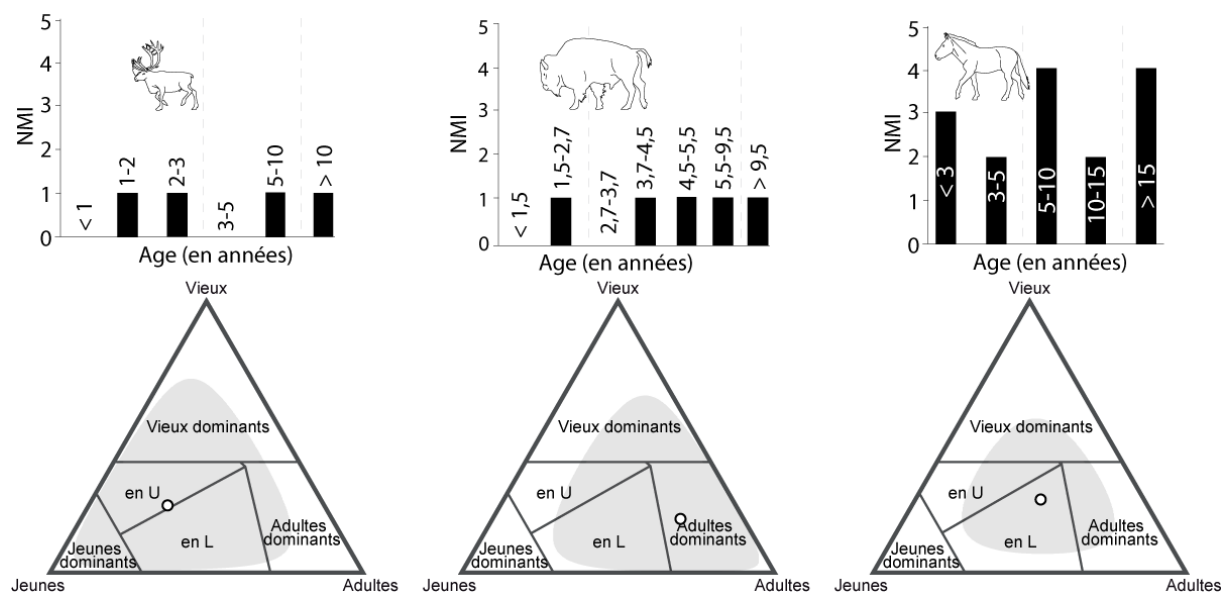 5
4
3
2
1
0
NMI
< 1
1-2
2-3
3-5
5-10
> 10
Age (en années)
5
4
3
2
1
0
NMI
< 1,5
1,5-2,7
2,7-3,7
3,7-4,5
4,5-5,5
5,5-9,5
> 9,5
Age (en années)
5
4
3
2
1
0
NMI
< 3
3-5
5-10
10-15
> 15
Age (en années)
Vieux
Vieux dominants
en U
en L
Jeunes
dominants
Adultes
dominants
Jeunes
Adultes
Vieux
Vieux dominants
en U
en L
Jeunes
dominants
Adultes
dominants
Jeunes
Adultes
Vieux
Vieux dominants
en U
en L
Jeunes
dominants
Adultes
dominants
Jeunes
Adultes